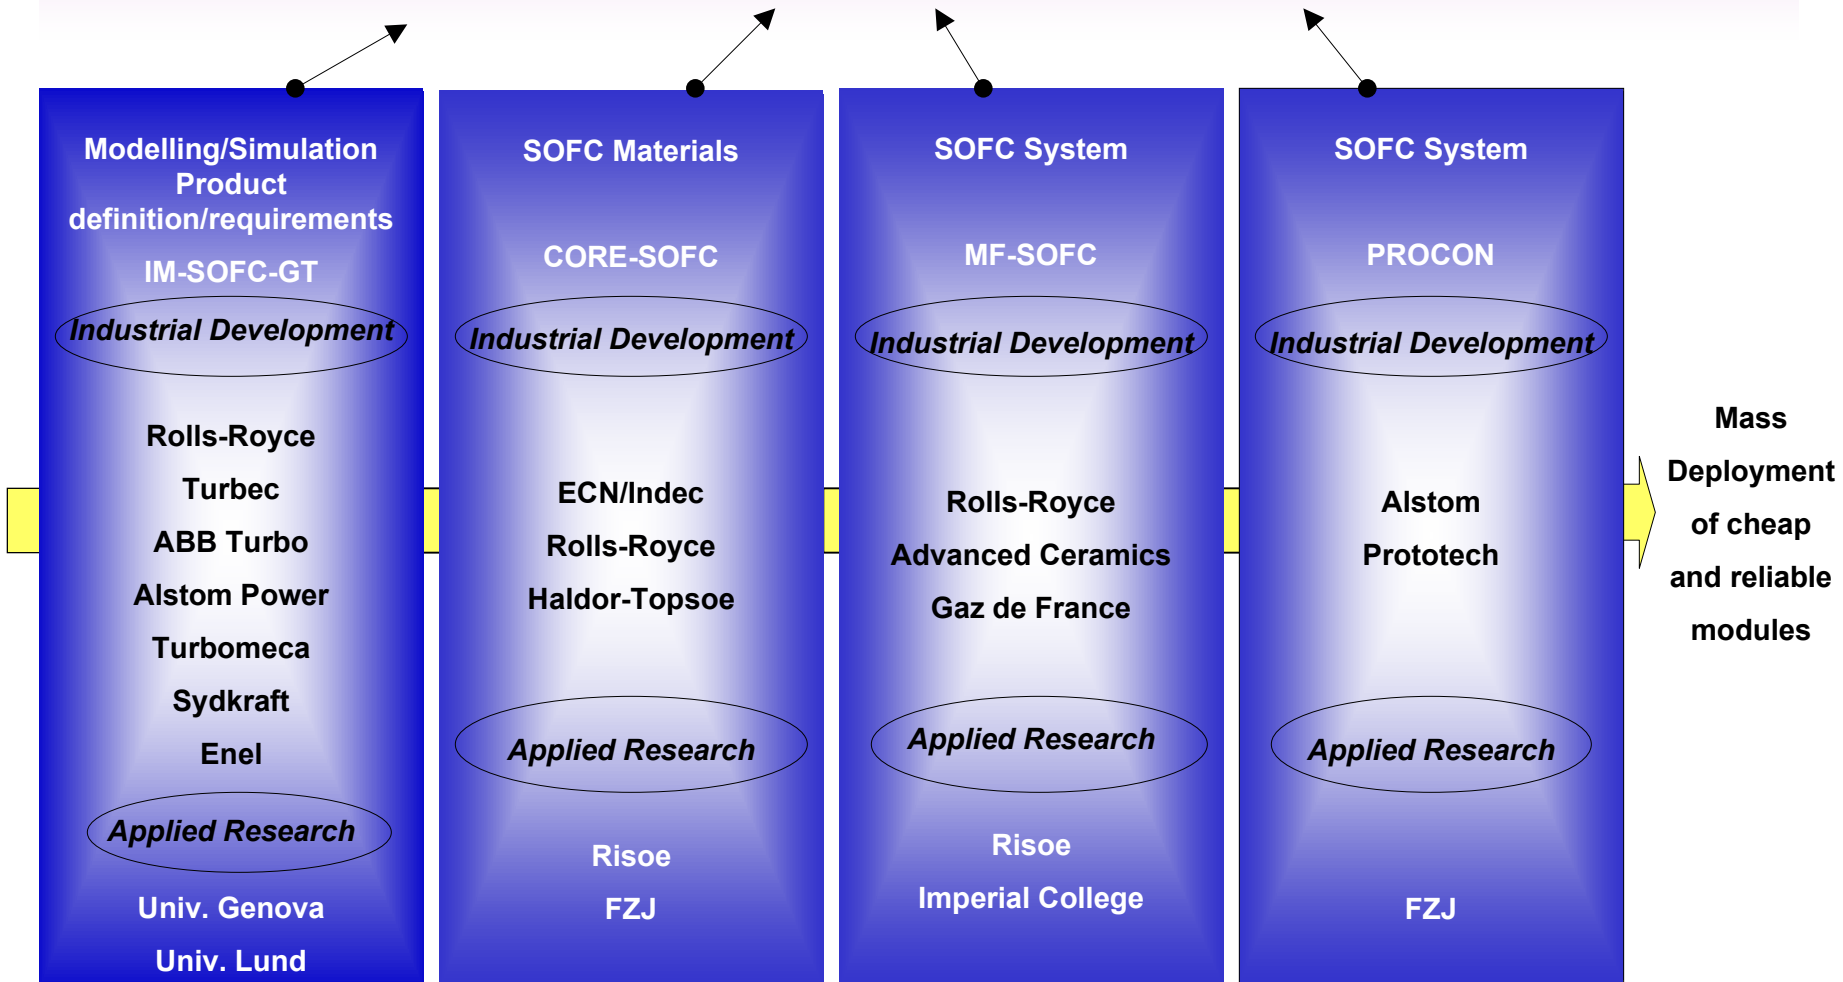 Modelling/Simulation
Product
definition/requirements
IM-SOFC-GT
Industrial Development
Rolls-Royce
Turbec
ABB Turbo
Alstom Power
Turbomeca
Sydkraft
Enel
Applied Research
Univ. Genova
Univ. Lund
SOFC Materials
CORE-SOFC
Industrial Development
ECN/Indec
Rolls-Royce
Haldor-Topsoe
Applied Research
Risoe
FZJ
SOFC System
MF-SOFC
Industrial Development
Rolls-Royce
Advanced Ceramics
Gaz de France
Applied Research
Risoe
Imperial College
SOFC System
PROCON
Industrial Development
Alstom
Prototech
Applied Research
FZJ
Mass
Deployment
of cheap
and reliable
modules